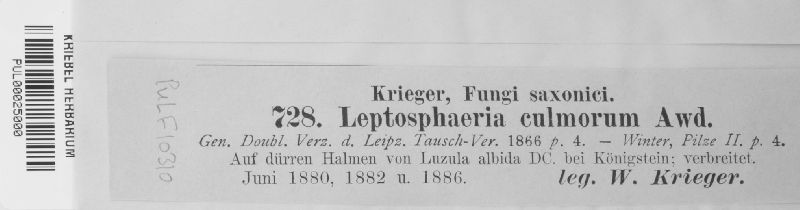 KRIEBEL HERBARIUM
PUL00025000
PULF10310
Krieger, Fungi saxonici.
728. Leptosphaeria culmorum Awd.
Gen. Doubl. Verz. d. Leipz. Tausch-Ver. 1866 p. 4. — Winter, Pilze II. p. 4.
Auf dürren Halmen von Luzula albida DC. bei Königstein; verbreitet.
Juni 1880, 1882 u. 1886. leg. W. Krieger.